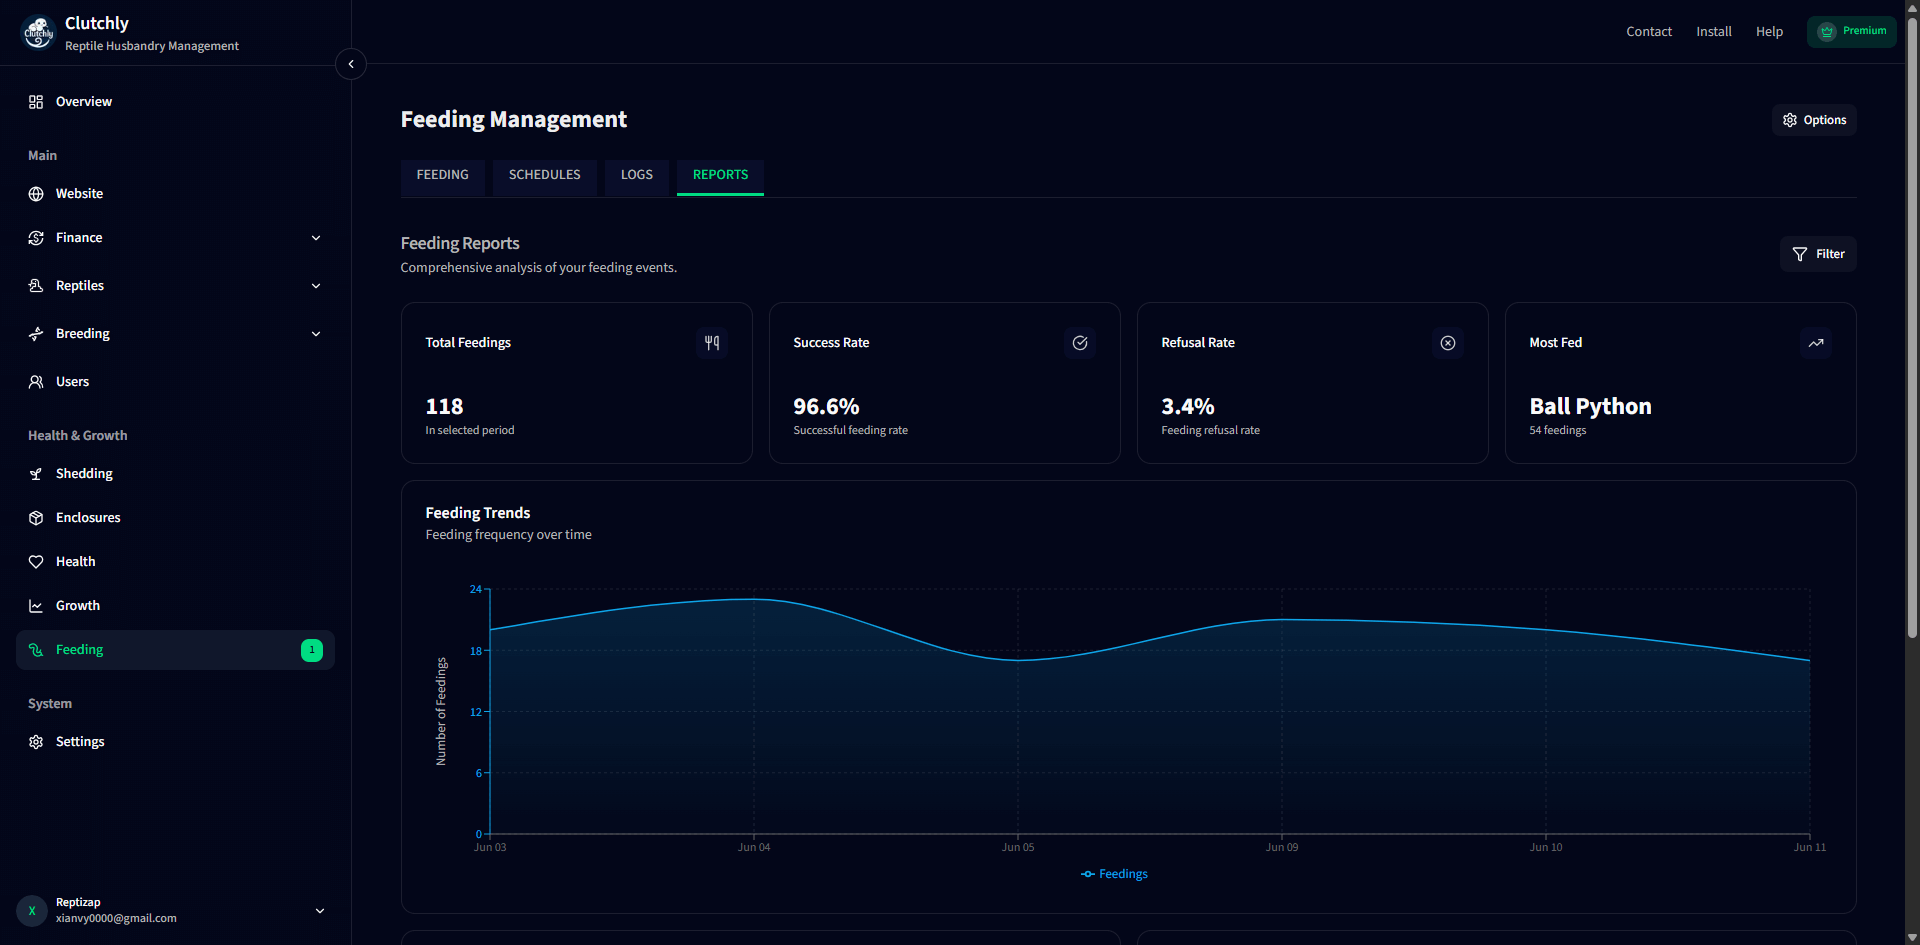 Clutchly
Clutchly
Reptile Husbandry Management
Overview
Main
Website
Finance
Reptiles
Breeding
Users
Health & Growth
Shedding
Enclosures
Health
Growth
Feeding
1
System
Settings
X
Reptizap
xianvy0000@gmail.com
Contact
Install
Help
Premium
Feeding Management
Options
FEEDING
SCHEDULES
LOGS
REPORTS
Feeding Reports
Comprehensive analysis of your feeding events.
Filter
Total Feedings
118
In selected period
Success Rate
96.6%
Successful feeding rate
Refusal Rate
3.4%
Feeding refusal rate
Most Fed
Ball Python
54 feedings
Feeding Trends
Feeding frequency over time
Number of Feedings
24
18
12
6
0
Jun 03
Jun 04
Jun 05
Jun 09
Jun 10
Jun 11
Feedings